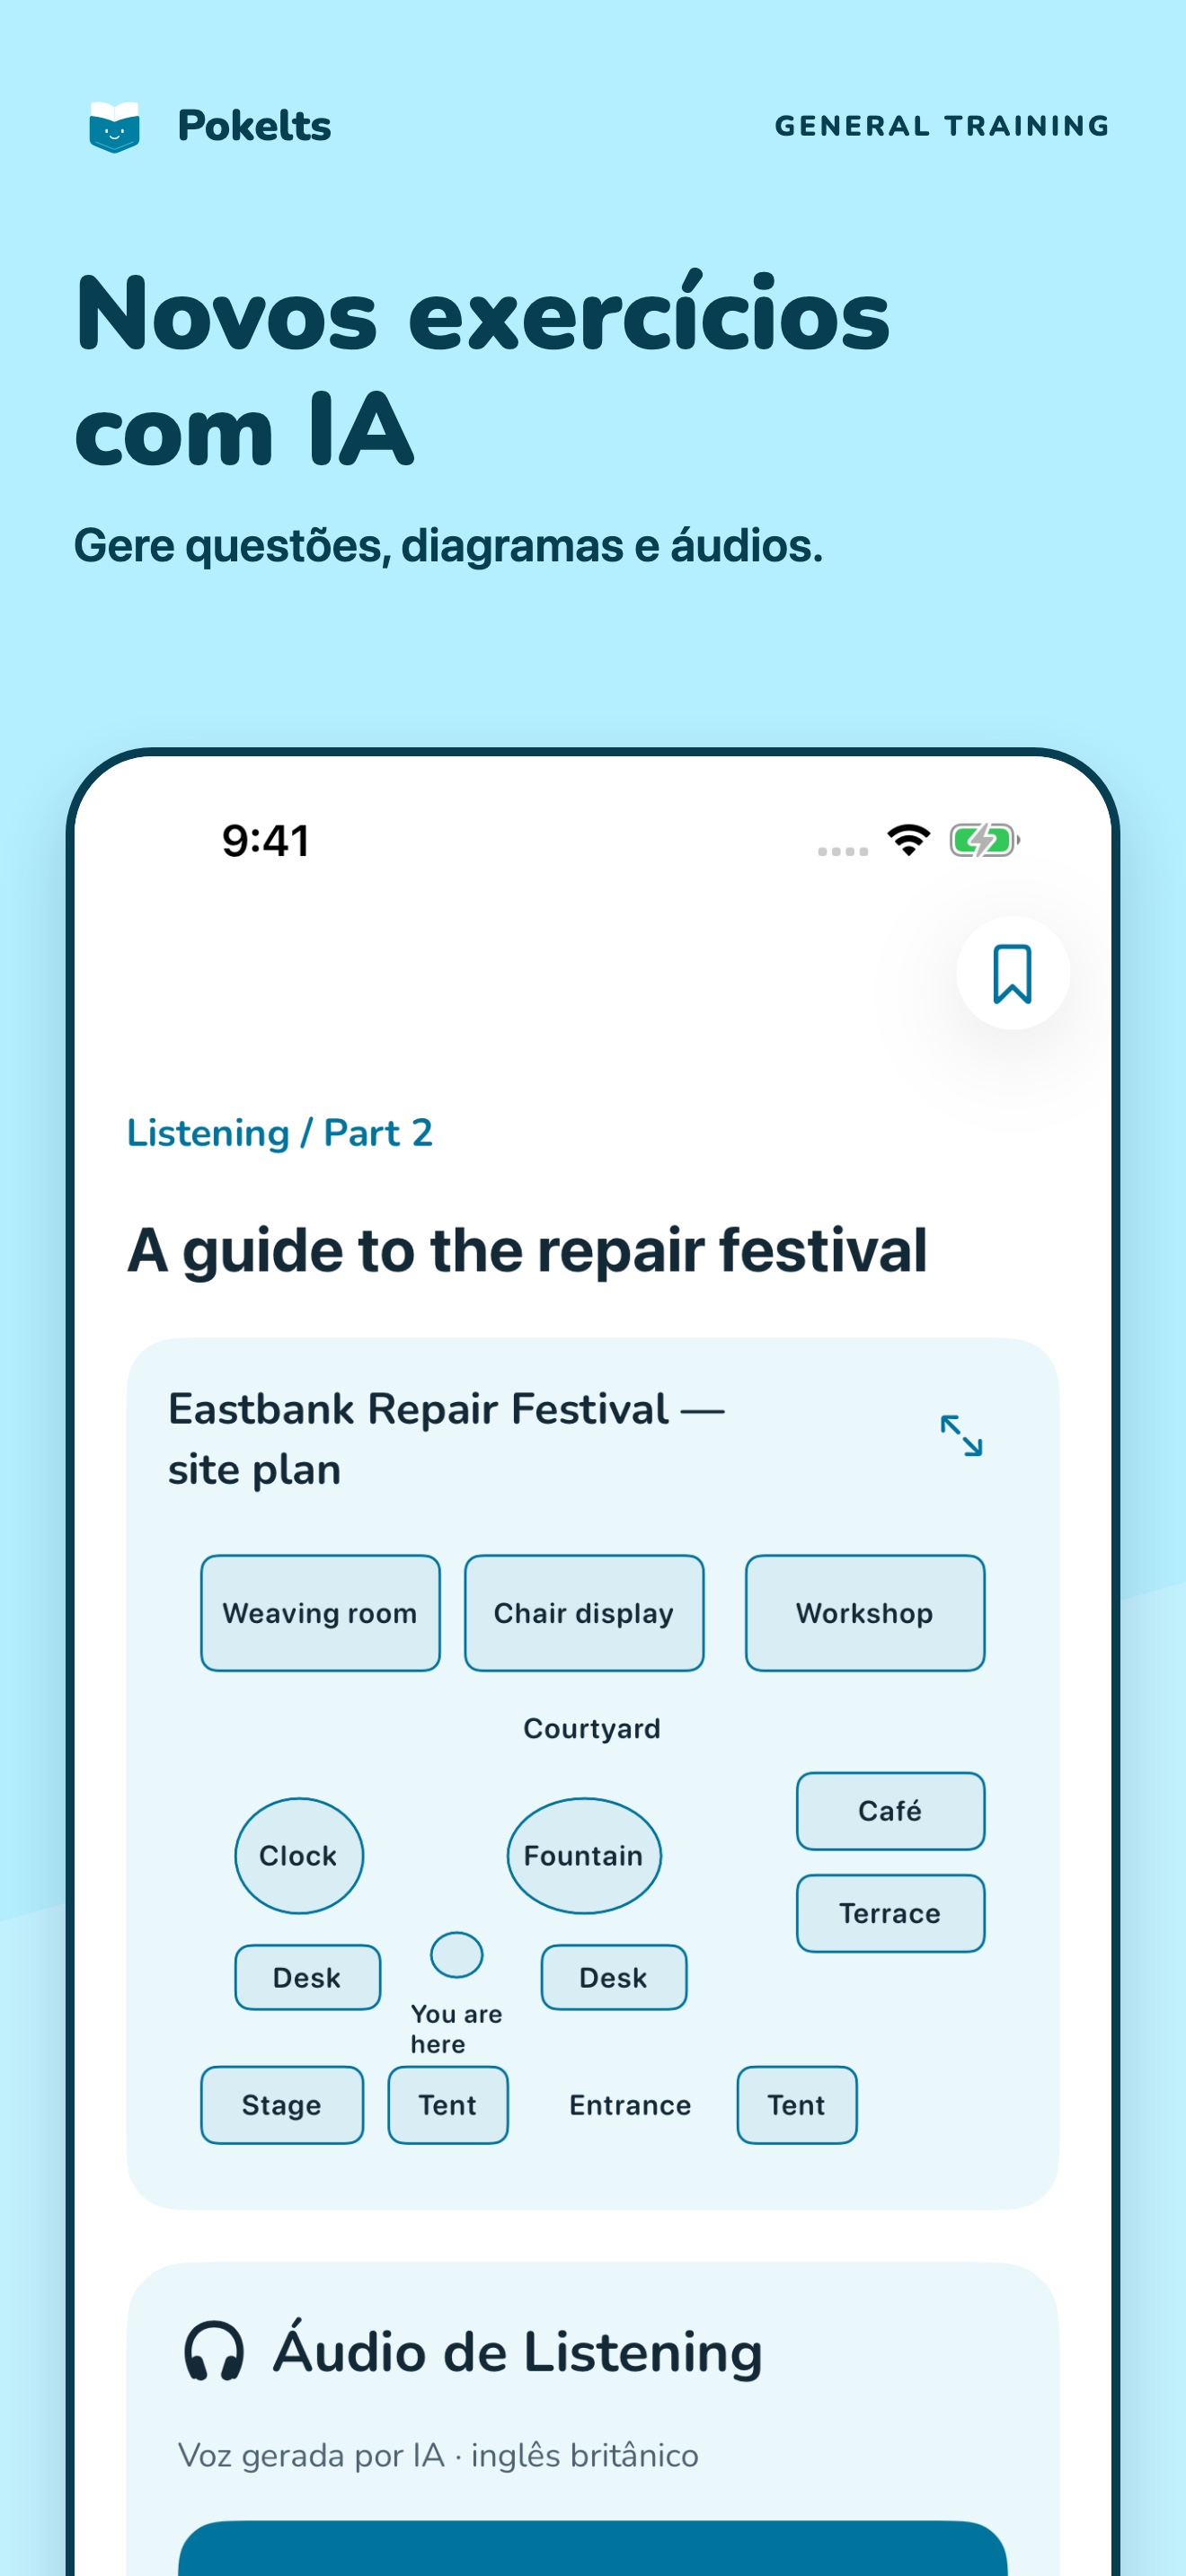 Pokelts
GENERAL TRAINING
Novos exercícios
com IA
Gere questões, diagramas e áudios.
9:41
Listening / Part 2
A guide to the repair festival
Eastbank Repair Festival —
site plan
Weaving room
Chair display
Workshop
Courtyard
Café
Clock
Fountain
Terrace
Desk
Desk
You are
here
Stage
Tent
Entrance
Tent
Áudio de Listening
Voz gerada por IA · inglês britânico